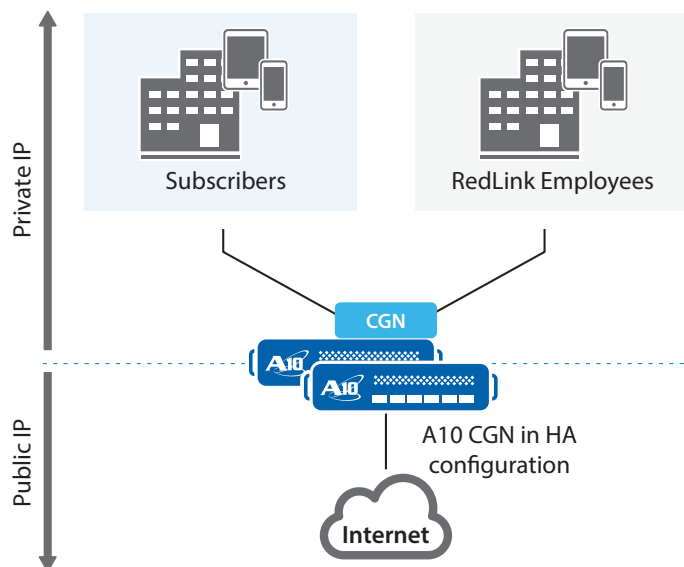 Private IP
Subscribers
RedLink Employees
CGN
A10
A10
A10 CGN in HA
configuration
Public IP
Internet